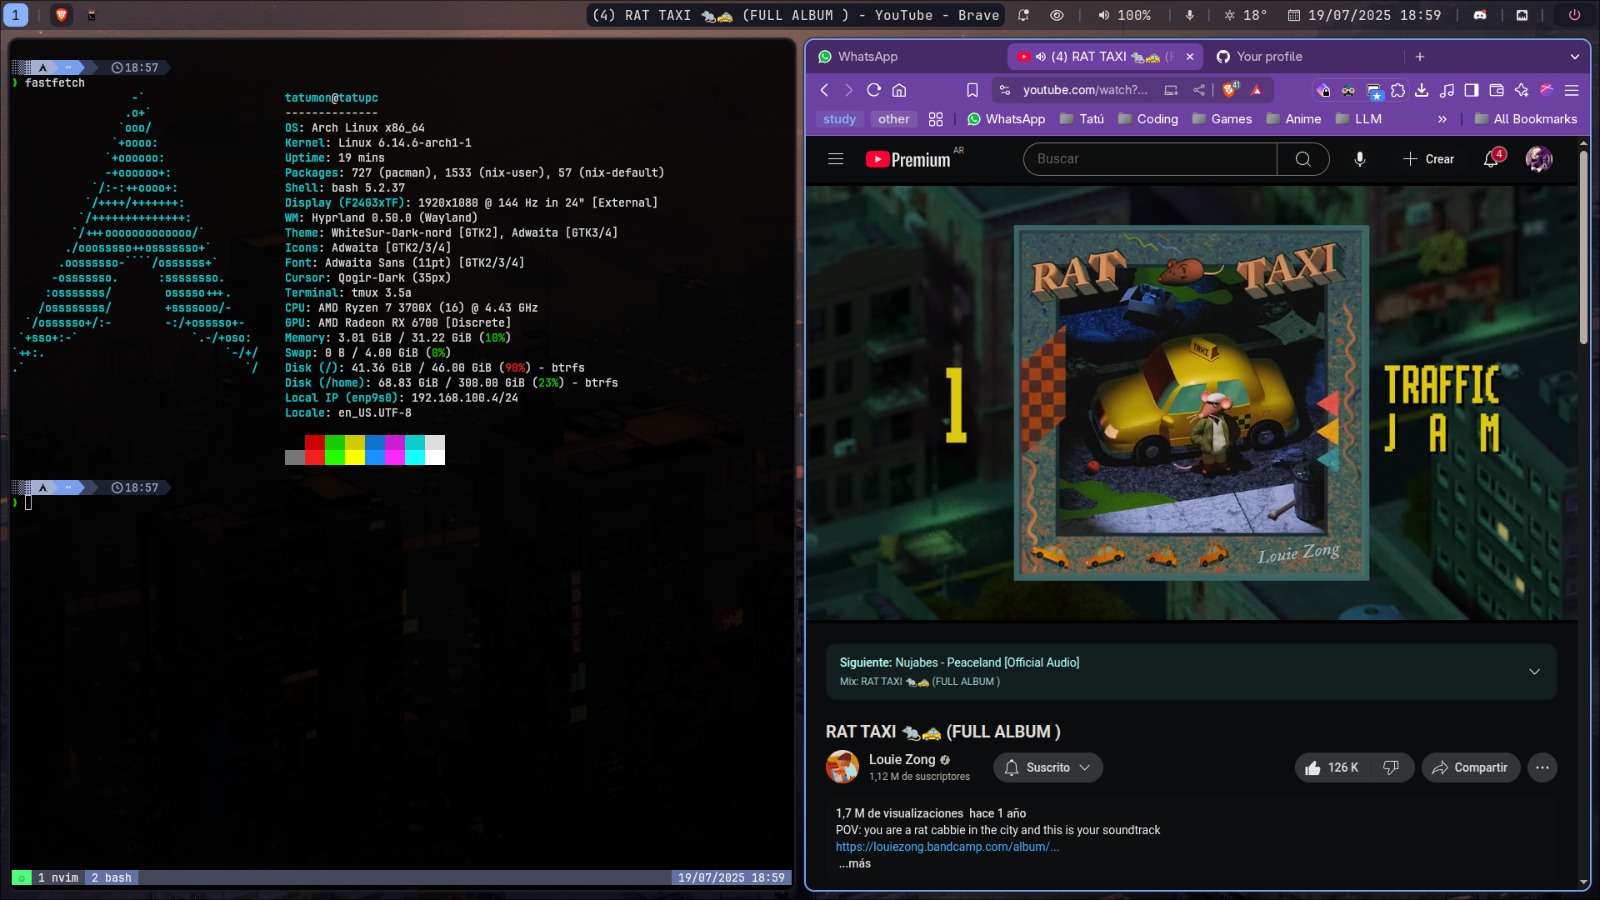 1
(4) RAT TAXI 🐀🚕 (FULL ALBUM ) - YouTube - Brave
100%
18°
19/07/2025 18:59
~ 18:57
❯ fastfetch
tatumon@tatupc
--------------
OS: Arch Linux x86_64
Kernel: Linux 6.14.6-arch1-1
Uptime: 19 mins
Packages: 727 (pacman), 1533 (nix-user), 57 (nix-default)
Shell: bash 5.2.37
Display (F2403xTF): 1920x1080 @ 144 Hz in 24" [External]
WM: Hyprland 0.50.0 (Wayland)
Theme: WhiteSur-Dark-nord [GTK2], Adwaita [GTK3/4]
Icons: Adwaita [GTK2/3/4]
Font: Adwaita Sans (11pt) [GTK2/3/4]
Cursor: Qogir-Dark (35px)
Terminal: tmux 3.5a
CPU: AMD Ryzen 7 3700X (16) @ 4.43 GHz
GPU: AMD Radeon RX 6700 [Discrete]
Memory: 3.01 GiB / 31.22 GiB (10%)
Swap: 0 B / 4.00 GiB (0%)
Disk (/): 41.36 GiB / 46.00 GiB (90%) - btrfs
Disk (/home): 68.83 GiB / 300.00 GiB (23%) - btrfs
Local IP (enp9s0): 192.168.100.4/24
Locale: en_US.UTF-8
~ 18:57
❯
1 nvim 2 bash
19/07/2025 18:59
WhatsApp
(4) RAT TAXI 🐀🚕 (F
Your profile
youtube.com/watch?...
41
study other WhatsApp Tatú Coding Games Anime LLM » All Bookmarks
Premium AR
Buscar
Crear
4
RAT TAXI
TAXI
1
TRAFFIC
JAM
Louie Zong
Siguiente: Nujabes - Peaceland [Official Audio]
Mix: RAT TAXI 🐀🚕 (FULL ALBUM )
RAT TAXI 🐀🚕 (FULL ALBUM )
Louie Zong
1,12 M de suscriptores
Suscrito
126 K
Compartir
1,7 M de visualizaciones hace 1 año
POV: you are a rat cabbie in the city and this is your soundtrack
https://louiezong.bandcamp.com/album/...
...más